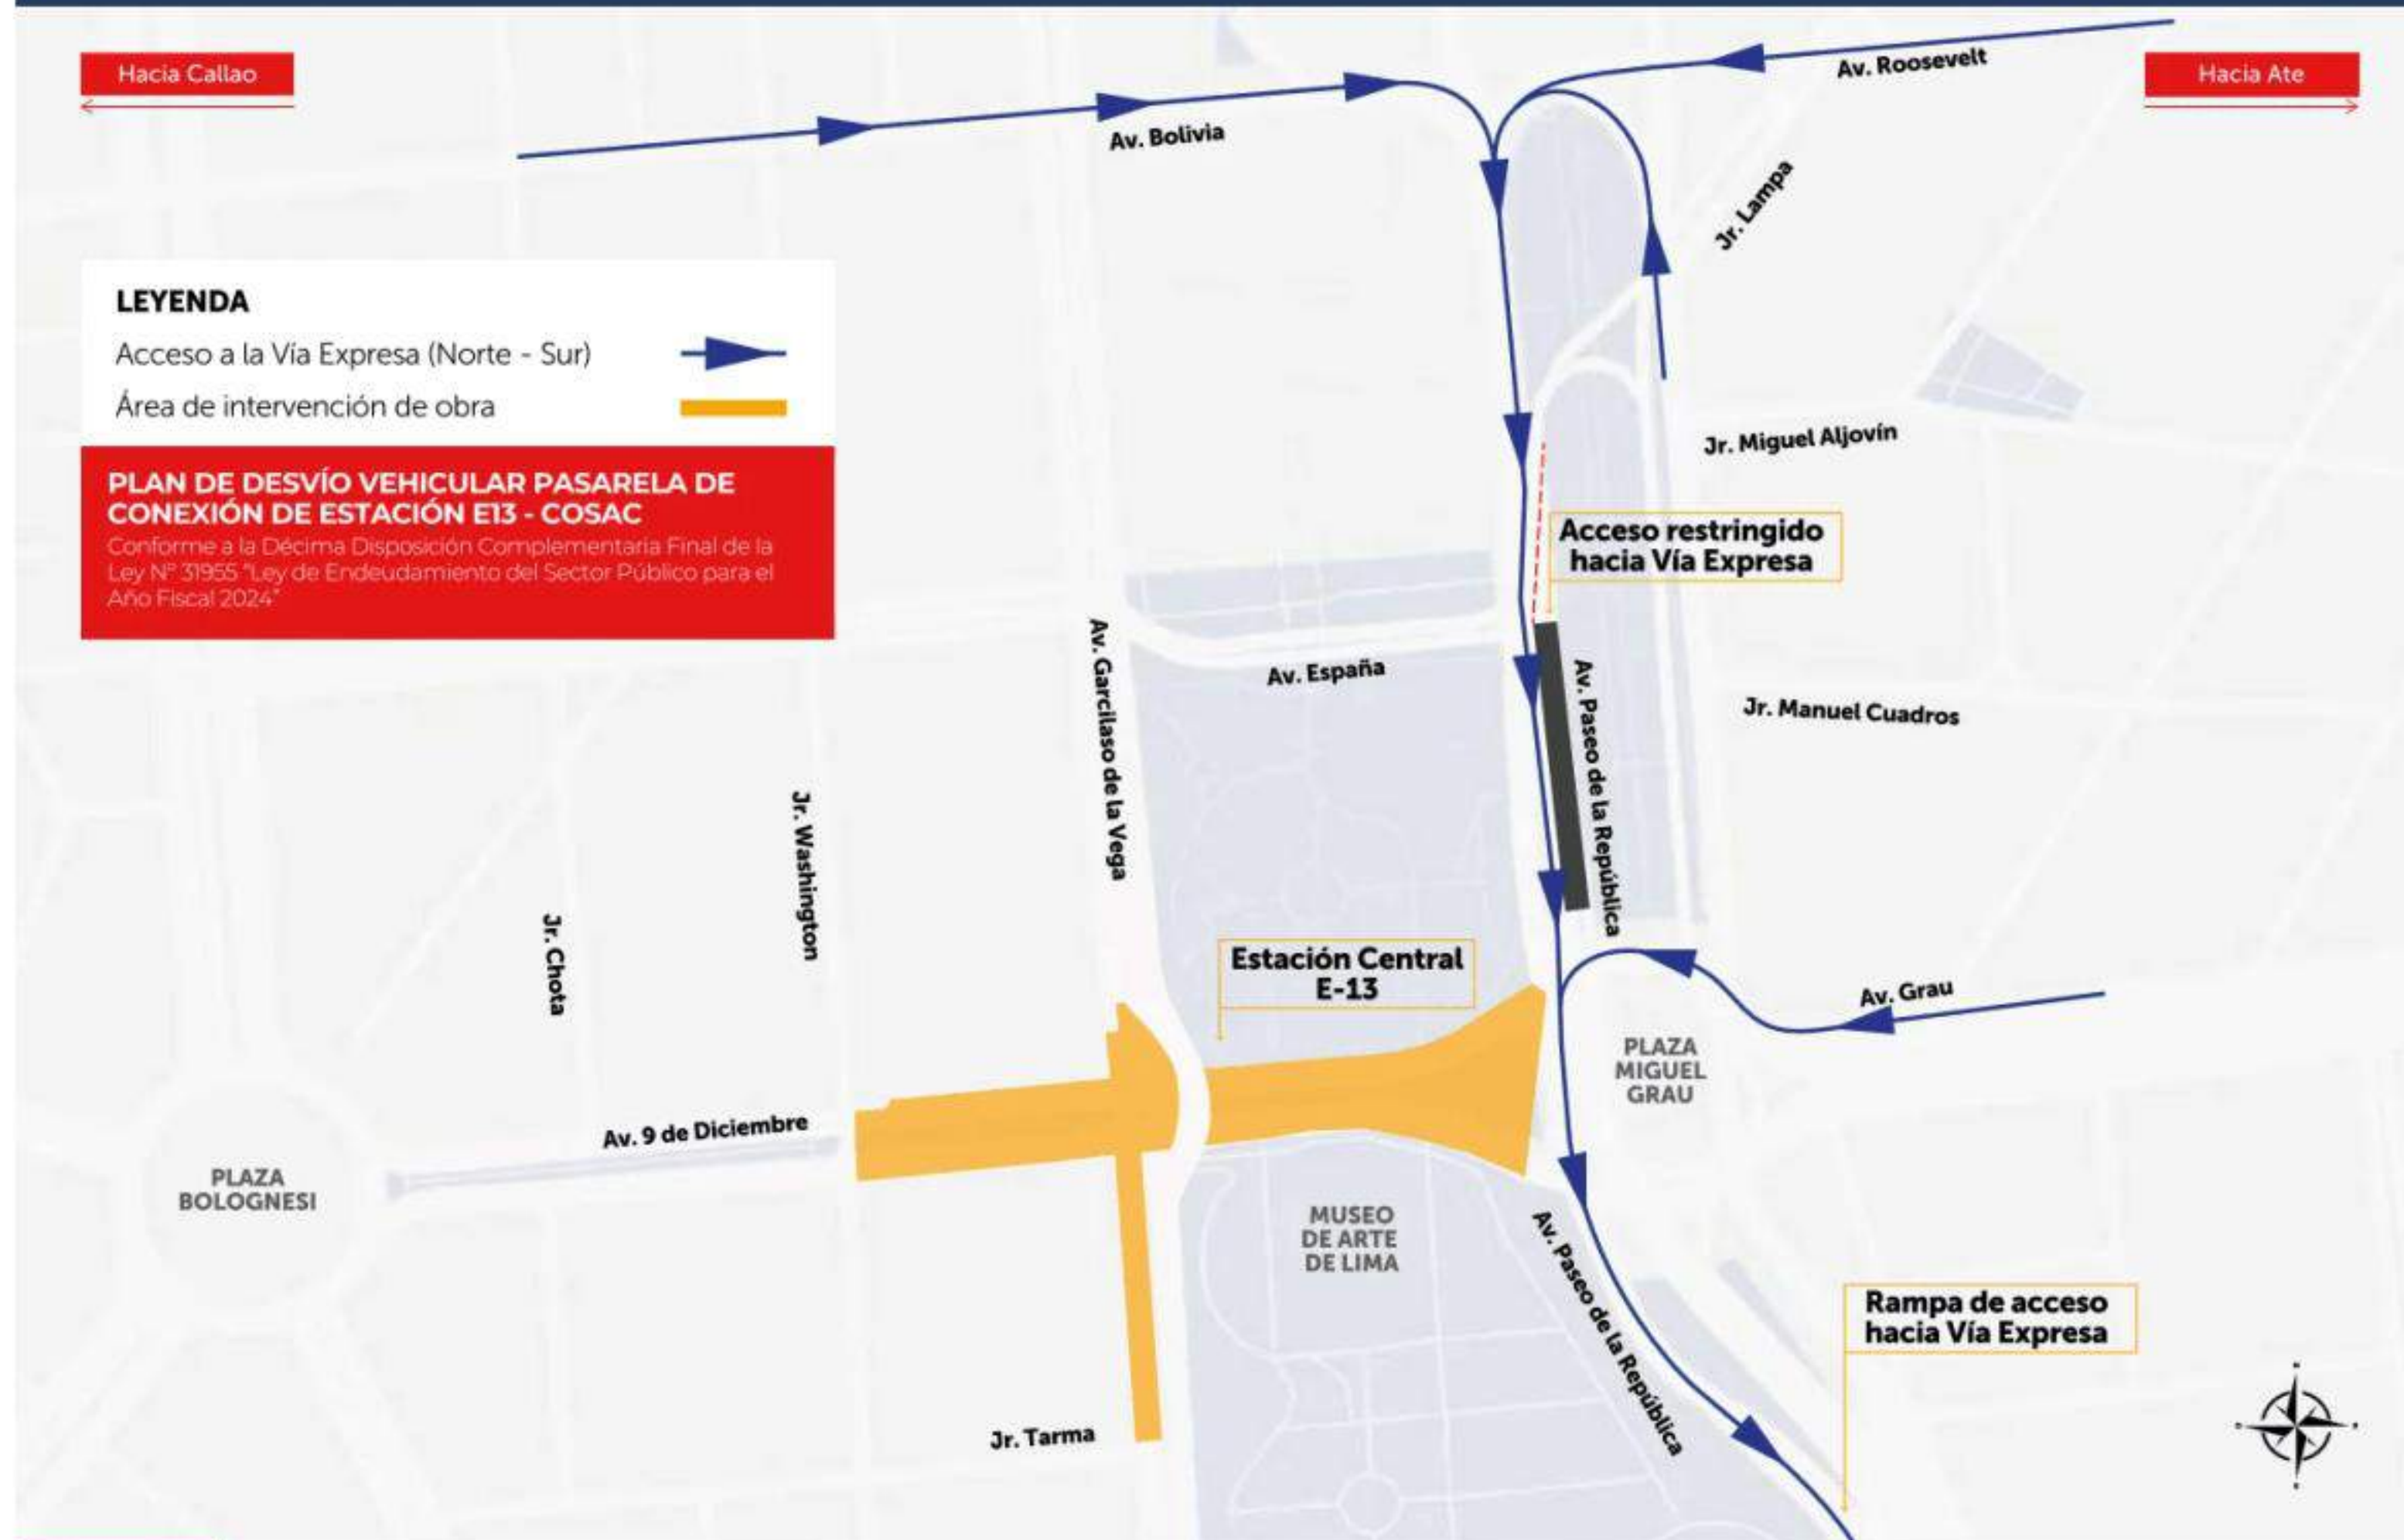 Hacia Callao
Hacia Ate
Av. Roosevelt
Av. Bolivia
Jr. Lampa
LEYENDA
Acceso a la Vía Expresa (Norte - Sur)
Área de intervención de obra
PLAN DE DESVÍO VEHICULAR PASARELA DE
CONEXIÓN DE ESTACIÓN E13 - COSAC
Conforme a la Décima Disposición Complementaria Final de la
Ley Nº 31955 "Ley de Endeudamiento del Sector Público para el
Año Fiscal 2024"
Jr. Miguel Aljovín
Acceso restringido
hacia Vía Expresa
Av. Garcilaso de la Vega
Av. España
Av. Paseo de la República
Jr. Manuel Cuadros
Jr. Washington
Jr. Chota
Estación Central
E-13
Av. Grau
PLAZA
MIGUEL
GRAU
Av. 9 de Diciembre
PLAZA
BOLOGNESI
MUSEO
DE ARTE
DE LIMA
Av. Paseo de la República
Rampa de acceso
hacia Vía Expresa
Jr. Tarma